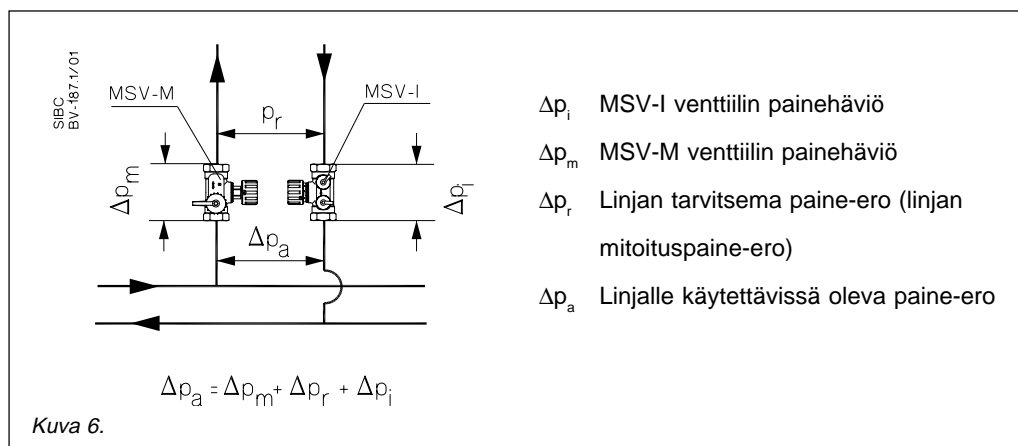 SIBC
BV-187.1/01
MSV-M
MSV-I
p_r
Δp_m
Δp_i
Δp_a
Δp_a = Δp_m + Δp_r + Δp_i
Kuva 6.
Δp_i MSV-I venttiilin painehäviö
Δp_m MSV-M venttiilin painehäviö
Δp_r Linjan tarvitsema paine-ero (linjan
mitoituspaine-ero)
Δp_a Linjalle käytettävissä oleva paine-ero